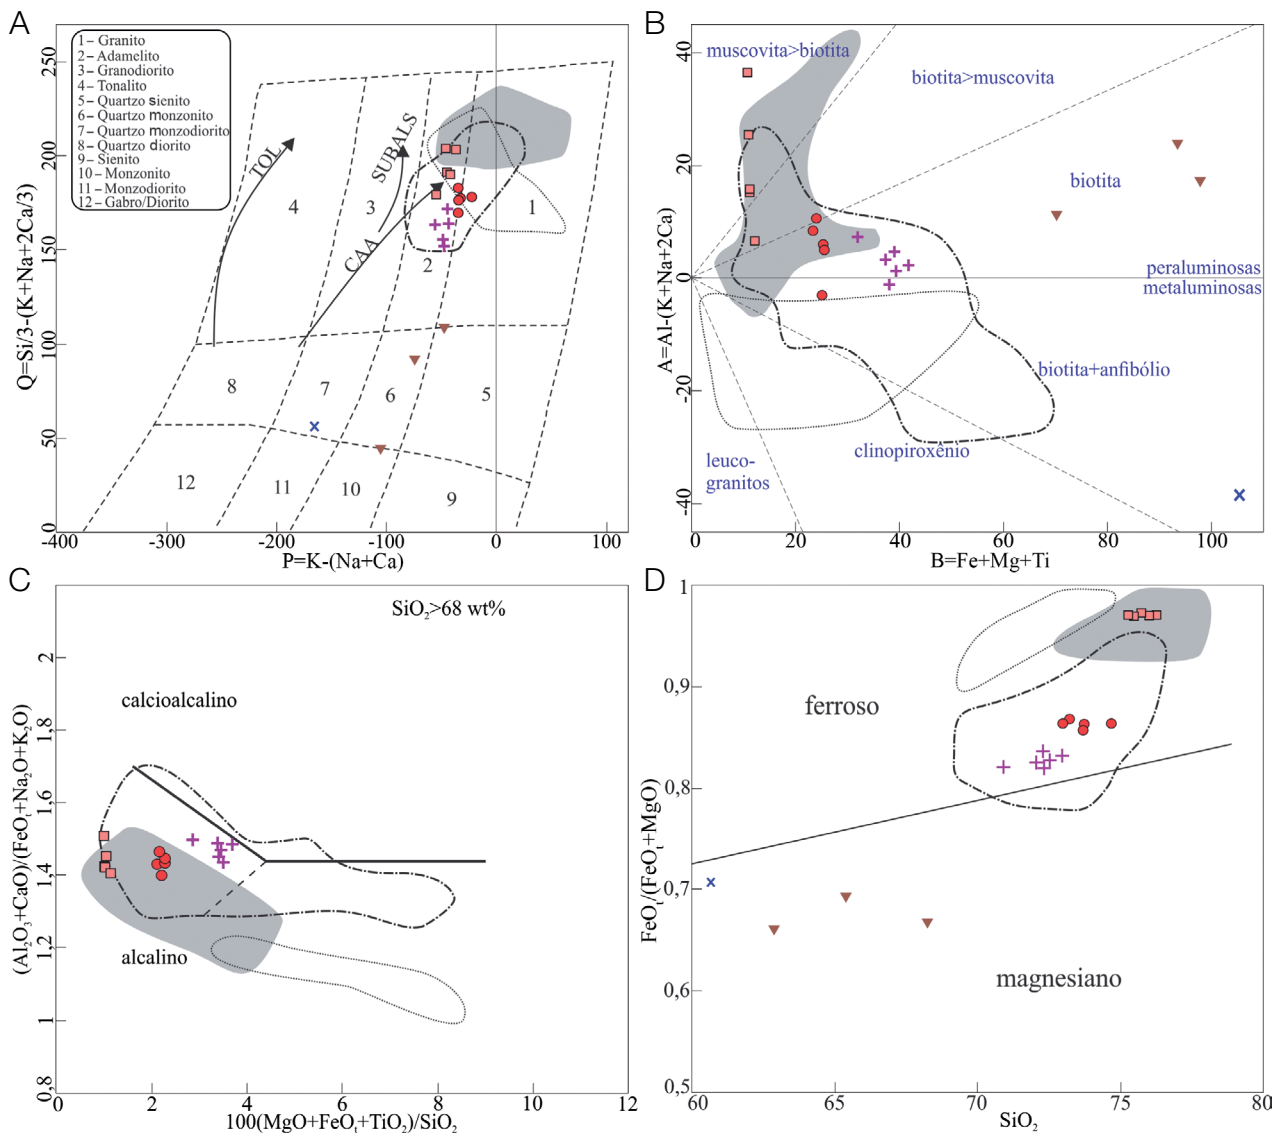 A
1 – Granito
2 – Adamelito
3 – Granodiorito
4 – Tonalito
5 – Quartzo sienito
6 – Quartzo monzonito
7 – Quartzo monzodiorito
8 – Quartzo diorito
9 – Sienito
10 – Monzonito
11 – Monzodiorito
12 – Gabro/Diorito
TOL
SUBALS
CAA
4
3
2
1
8
7
6
5
12
11
10
9
Q=Si/3-(K+Na+2Ca/3)
250
200
150
100
50
0
-400
-300
-200
-100
0
100
P=K-(Na+Ca)
B
muscovita>biotita
biotita>muscovita
biotita
peraluminosas
metaluminosas
biotita+anfibólio
clinopiroxênio
leuco-
granitos
A=Al-(K+Na+2Ca)
40
20
0
-20
-40
0
20
40
60
80
100
B=Fe+Mg+Ti
C
SiO₂>68 wt%
calcioalcalino
alcalino
(Al₂O₃+CaO)/(FeOₜ+Na₂O+K₂O)
2
1,8
1,6
1,4
1,2
1
0,8
0
2
4
6
8
10
12
100(MgO+FeOₜ+TiO₂)/SiO₂
D
ferroso
magnesiano
FeOₜ/(FeOₜ+MgO)
1
0,9
0,8
0,7
0,6
0,5
60
65
70
75
80
SiO₂